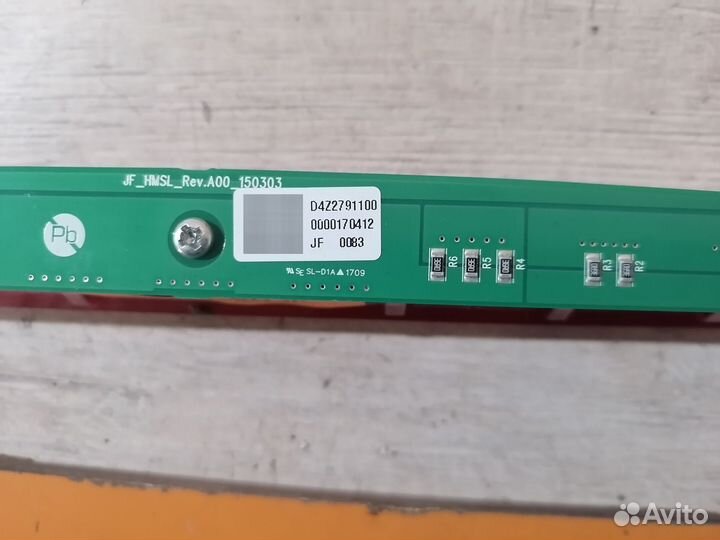 JF_HMSL_Rev.A00_150303
D4Z2791100
0000170412
JF 0083
Pb
SL-D1A▲1709
R6
R5
R4
R3
R2
Avito